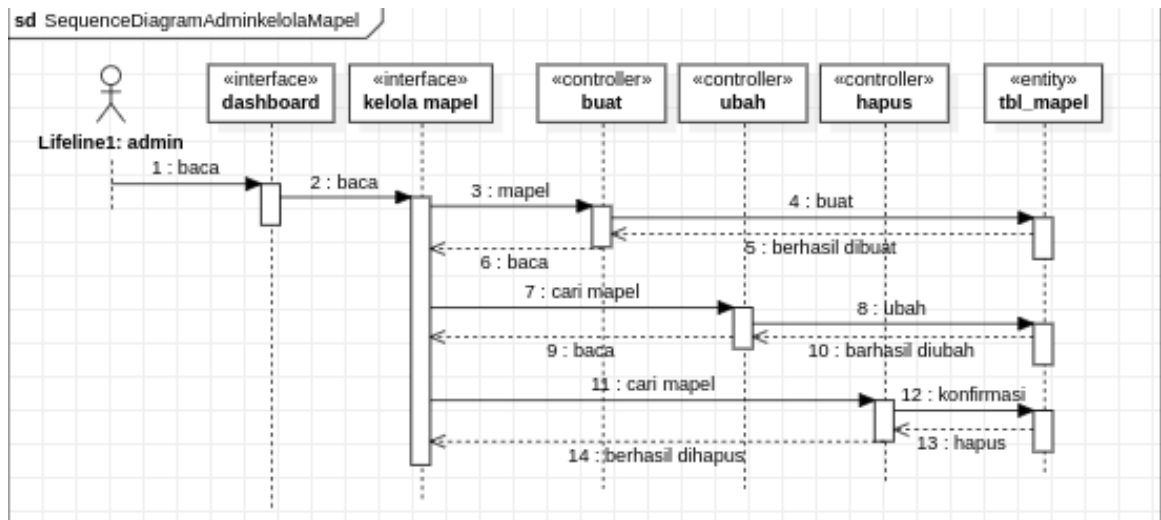 sd SequenceDiagramAdminkelolaMapel
«interface»
dashboard
«interface»
kelola mapel
«controller»
buat
«controller»
ubah
«controller»
hapus
«entity»
tbl_mapel
Lifeline1: admin
1 : baca
2 : baca
3 : mapel
4 : buat
5 : berhasil dibuat
6 : baca
7 : cari mapel
8 : ubah
9 : baca
10 : barhasil diubah
11 : cari mapel
12 : konfirmasi
13 : hapus
14 : berhasil dihapus